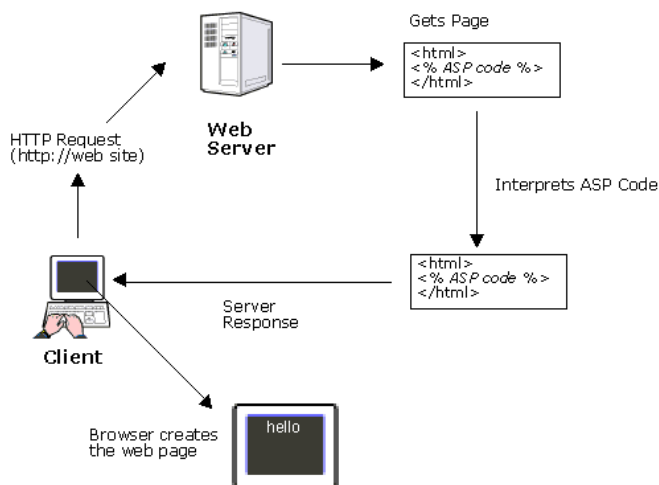 Gets Page
<html>
<% ASP code %>
</html>
Web
Server
HTTP Request
(http://web site)
Interprets ASP Code
<html>
<% ASP code %>
</html>
Server
Response
Client
Browser creates
the web page
hello